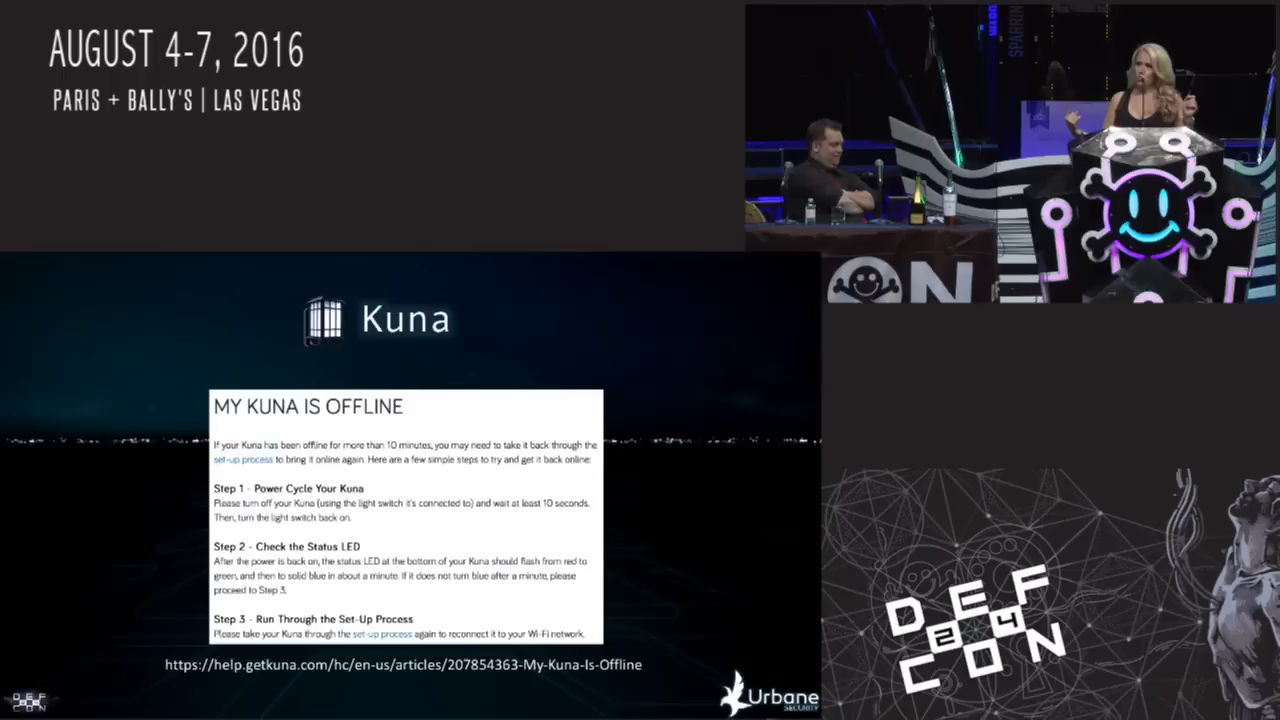 AUGUST 4-7, 2016
PARIS + BALLY'S | LAS VEGAS
SPARRIN
ON
Kuna
MY KUNA IS OFFLINE
If your Kuna has been offline for more than 10 minutes, you may need to take it back through the
set-up process to bring it online again. Here are a few simple steps to try and get it back online:
Step 1 - Power Cycle Your Kuna
Please turn off your Kuna (using the light switch it's connected to) and wait at least 10 seconds.
Then, turn the light switch back on.
Step 2 - Check the Status LED
After the power is back on, the status LED at the bottom of your Kuna should flash from red to
green, and then to solid blue in about a minute. If it does not turn blue after a minute, please
proceed to Step 3.
Step 3 - Run Through the Set-Up Process
Please take your Kuna through the set-up process again to reconnect it to your Wi-Fi network.
https://help.getkuna.com/hc/en-us/articles/207854363-My-Kuna-Is-Offline
DEF
CON
Urbane
SECURITY
DEF
24
CON